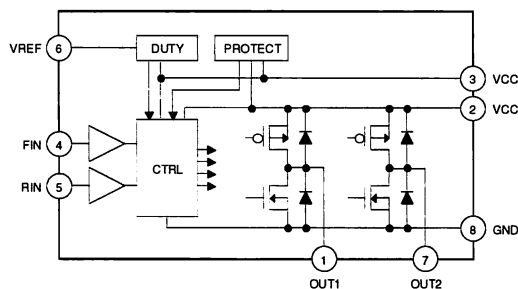 VREF 6 DUTY PROTECT
3 VCC
2 VCC
FIN 4
CTRL
RIN 5
8 GND
1 7
OUT1 OUT2